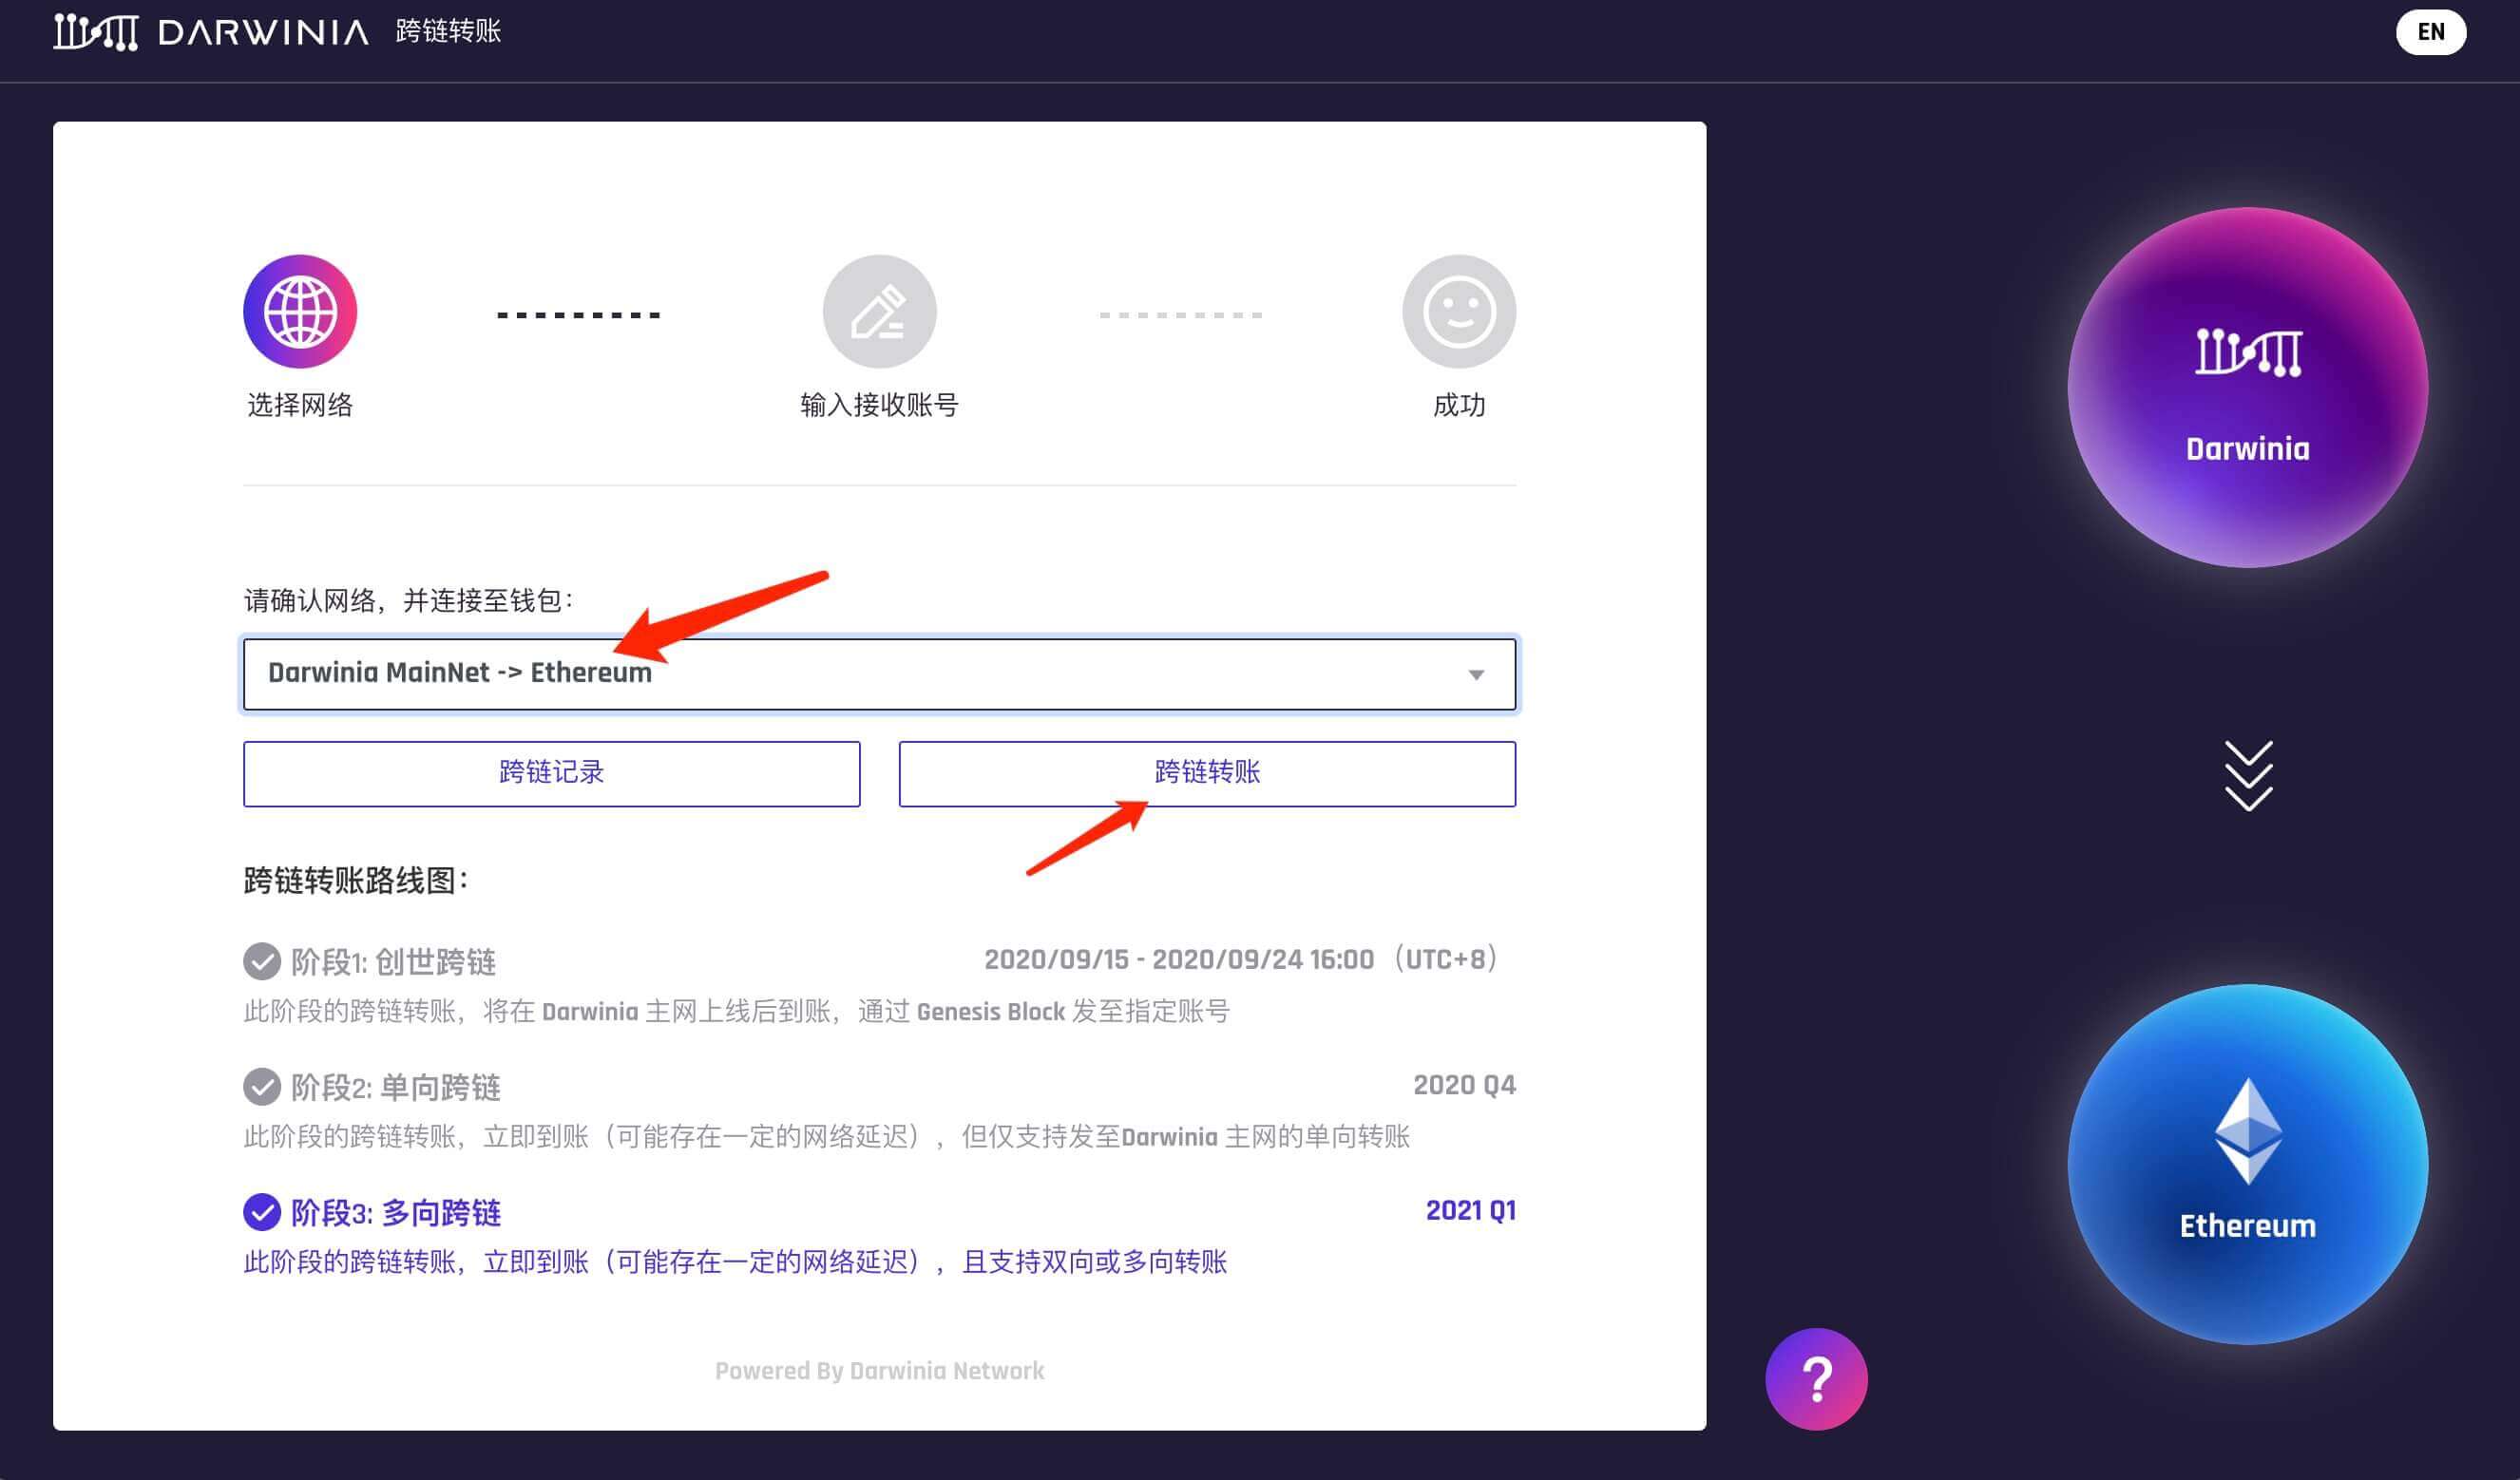 DARWINIA 跨链转账
EN
选择网络
输入接收账号
成功
请确认网络，并连接至钱包：
Darwinia MainNet -> Ethereum
跨链记录
跨链转账
跨链转账路线图：
阶段1: 创世跨链
2020/09/15 - 2020/09/24 16:00（UTC+8）
此阶段的跨链转账，将在 Darwinia 主网上线后到账，通过 Genesis Block 发至指定账号
阶段2: 单向跨链
2020 Q4
此阶段的跨链转账，立即到账（可能存在一定的网络延迟），但仅支持发至Darwinia 主网的单向转账
阶段3: 多向跨链
2021 Q1
此阶段的跨链转账，立即到账（可能存在一定的网络延迟），且支持双向或多向转账
Powered By Darwinia Network
Darwinia
Ethereum
?